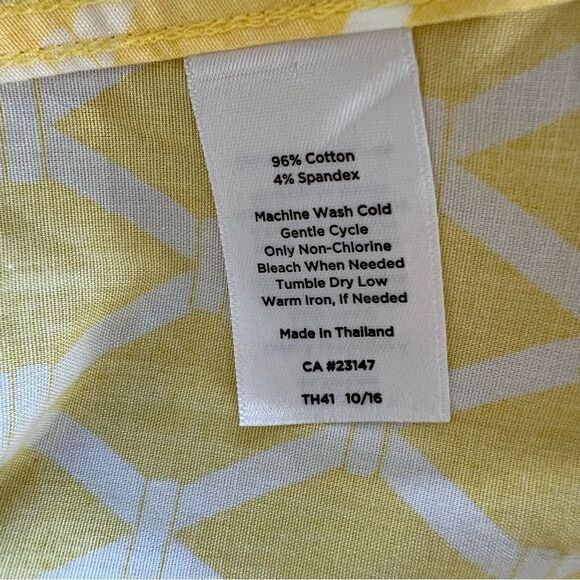 96% Cotton
4% Spandex
Machine Wash Cold
Gentle Cycle
Only Non-Chlorine
Bleach When Needed
Tumble Dry Low
Warm Iron, If Needed
Made In Thailand
CA #23147
TH41 10/16